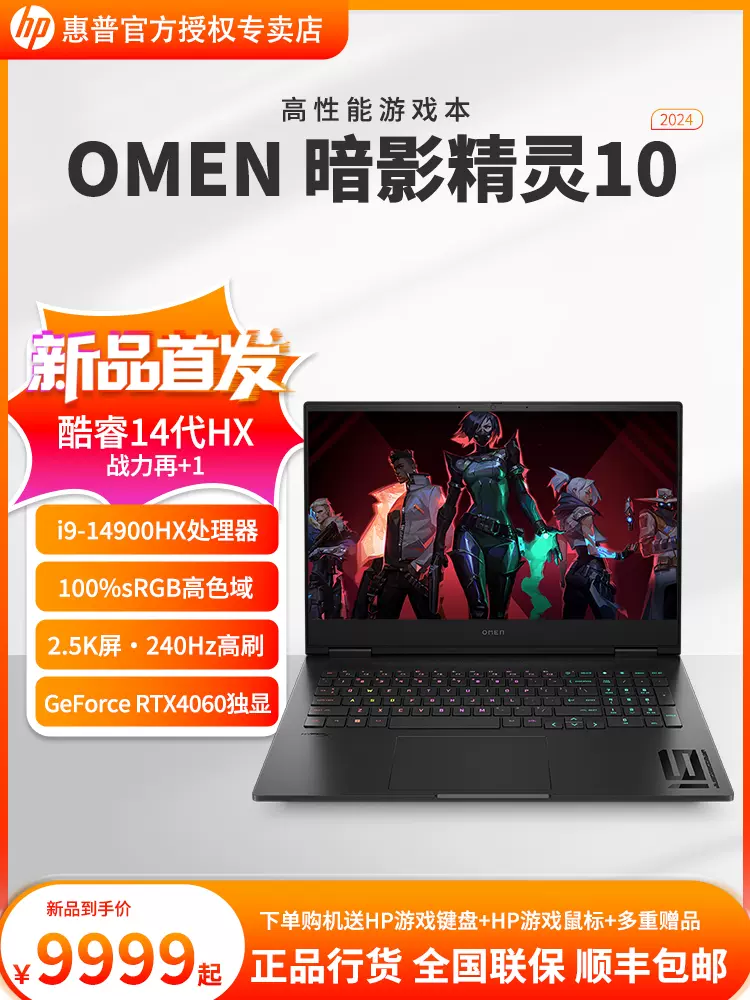 hp 惠普官方授权专卖店
高性能游戏本
2024
OMEN 暗影精灵10
新品首发
酷睿14代HX
战力再+1
i9-14900HX处理器
100%sRGB高色域
2.5K屏·240Hz高刷
GeForce RTX4060独显
OMEN
新品到手价
¥9999起
下单购机送HP游戏键盘+HP游戏鼠标+多重赠品
正品行货 全国联保 顺丰包邮